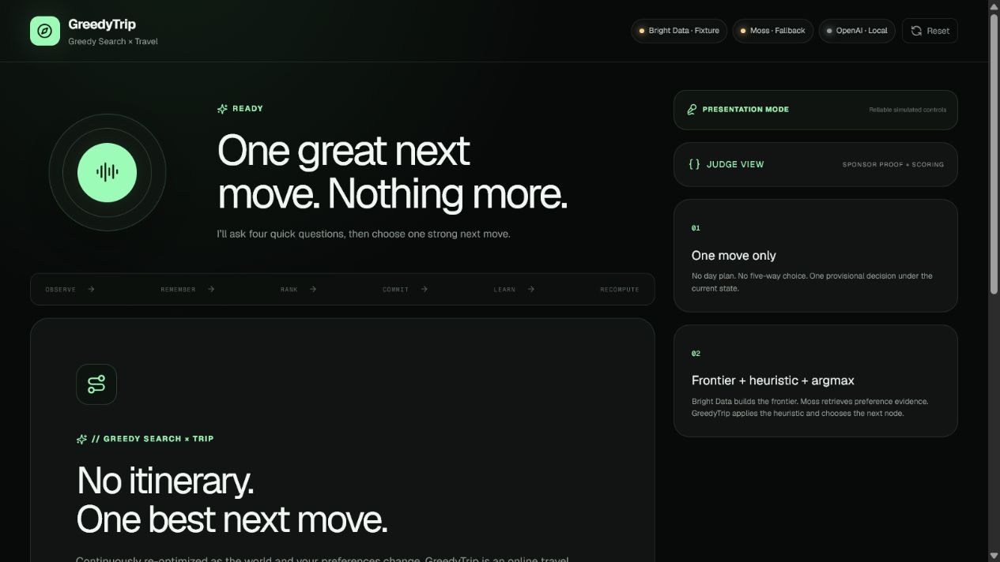 GreedyTrip
Greedy Search × Travel
Bright Data · Fixture
Moss · Fallback
OpenAI · Local
Reset
READY
One great next
move. Nothing more.
I'll ask four quick questions, then choose one strong next move.
OBSERVE → REMEMBER → RANK → COMMIT → LEARN → RECOMPUTE
// GREEDY SEARCH × TRIP
No itinerary.
One best next move.
Continuously re-optimized as the world and your preferences change. GreedyTrip is an online travel
PRESENTATION MODE
Reliable simulated controls
{ } JUDGE VIEW
SPONSOR PROOF + SCORING
01
One move only
No day plan. No five-way choice. One provisional decision under the
current state.
02
Frontier + heuristic + argmax
Bright Data builds the frontier. Moss retrieves preference evidence.
GreedyTrip applies the heuristic and chooses the next node.